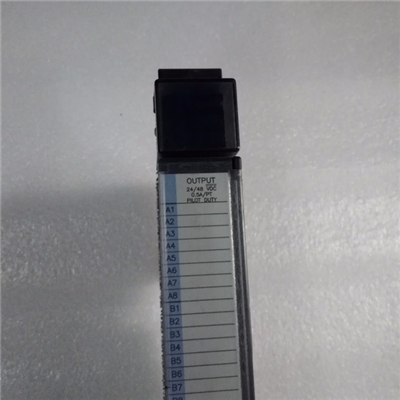 OUTPUT
24/48 VDC
0.5A/PT
PILOT DUTY
A1
A2
A3
A4
A5
A6
A7
A8
B1
B2
B3
B4
B5
B6
B7